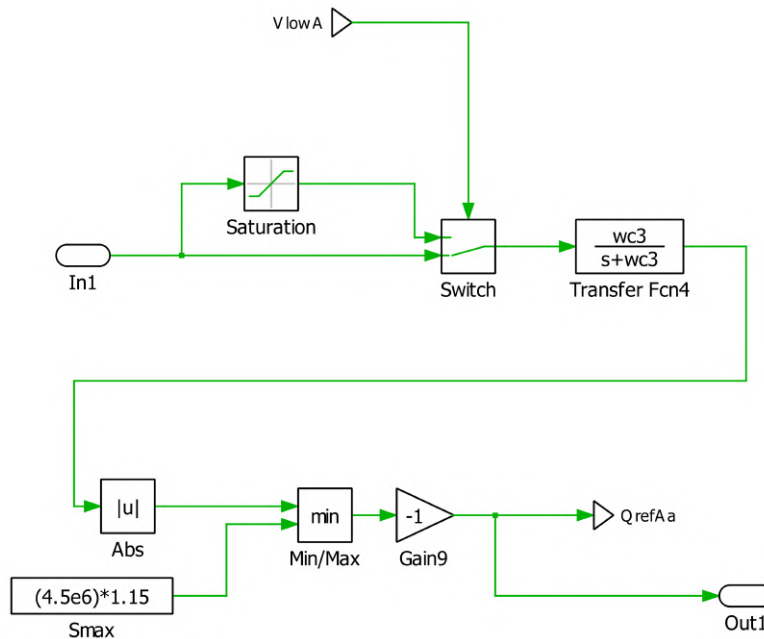 VlowA
Saturation
In1
Switch
wc3
s+wc3
Transfer Fcn4
|u|
Abs
min
Min/Max
-1
Gain9
QrefAa
(4.5e6)*1.15
Smax
Out1